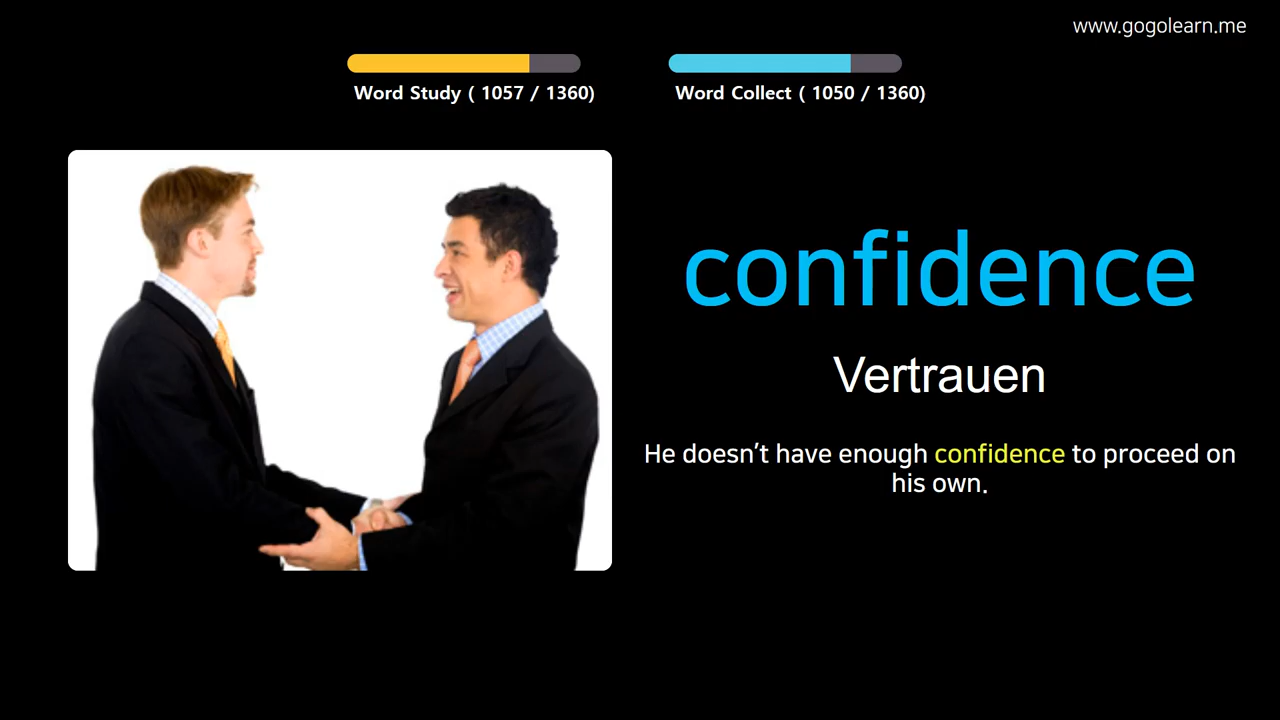 www.gogolearn.me
Word Study ( 1057 / 1360)
Word Collect ( 1050 / 1360)
confidence
Vertrauen
He doesn’t have enough confidence to proceed on
his own.